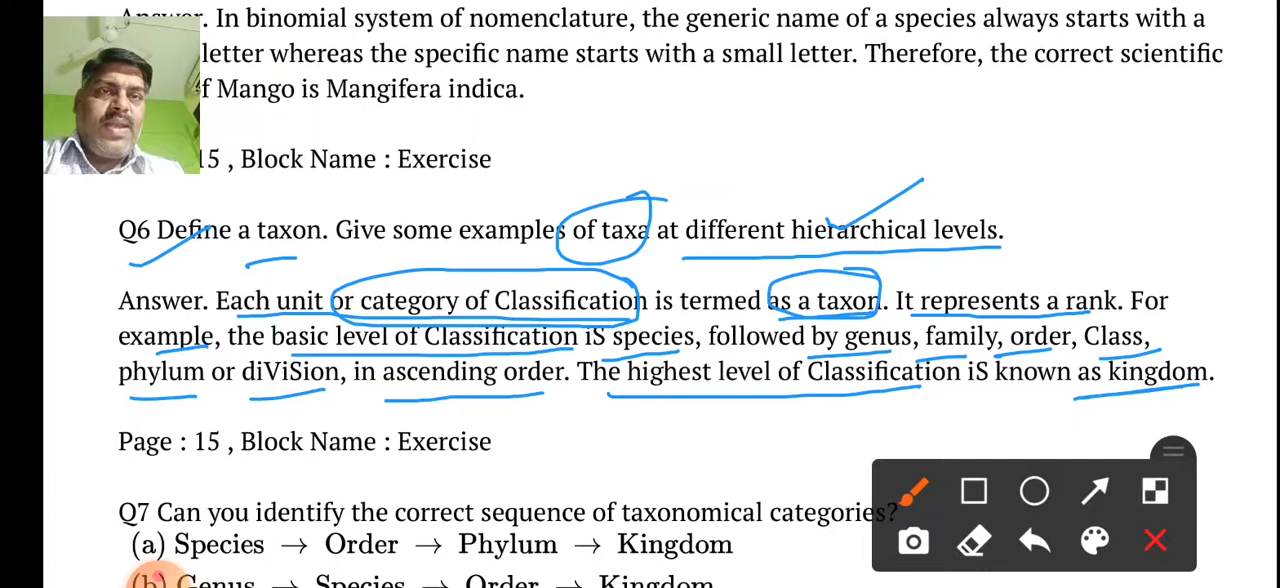 Answer. In binomial system of nomenclature, the generic name of a species always starts with a
letter whereas the specific name starts with a small letter. Therefore, the correct scientific
f Mango is Mangifera indica.
15 , Block Name : Exercise
Q6 Define a taxon. Give some examples of taxa at different hierarchical levels.
Answer. Each unit or category of Classification is termed as a taxon. It represents a rank. For
example, the basic level of Classification iS species, followed by genus, family, order, Class,
phylum or diViSion, in ascending order. The highest level of Classification iS known as kingdom.
Page : 15 , Block Name : Exercise
Q7 Can you identify the correct sequence of taxonomical categories?
(a) Species → Order → Phylum → Kingdom
(b) Genus → Species → Order → Kingdom